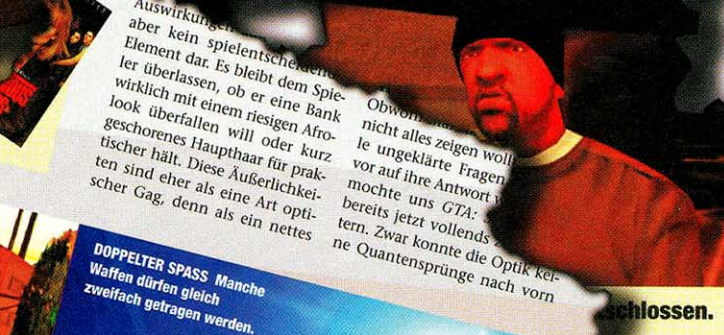 Auswirkungen
aber kein spielentscheidendes
Element dar. Es bleibt dem Spie-
ler überlassen, ob er eine Bank
wirklich mit einem riesigen Afro-
look überfallen will oder kurz
geschorenes Haupthaar für prak-
tischer hält. Diese Äußerlichkei-
ten sind eher als eine Art opti-
scher Gag, denn als ein nettes
nicht alles zeigen woll
le ungeklärte Fragen
vor auf ihre Antwort
mochte uns GTA:
bereits jetzt vollends
tern. Zwar konnte die Optik kei-
ne Quantensprünge nach vorn
DOPPELTER SPASS Manche
Waffen dürfen gleich
zweifach getragen werden.
schlossen.